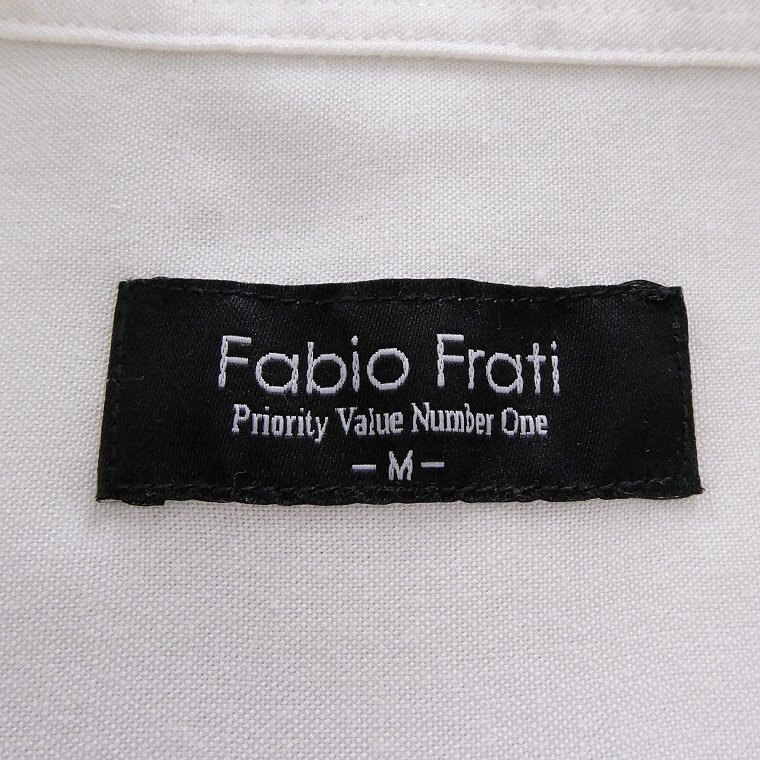 Fabio Frati
Priority Value Number One
- M -